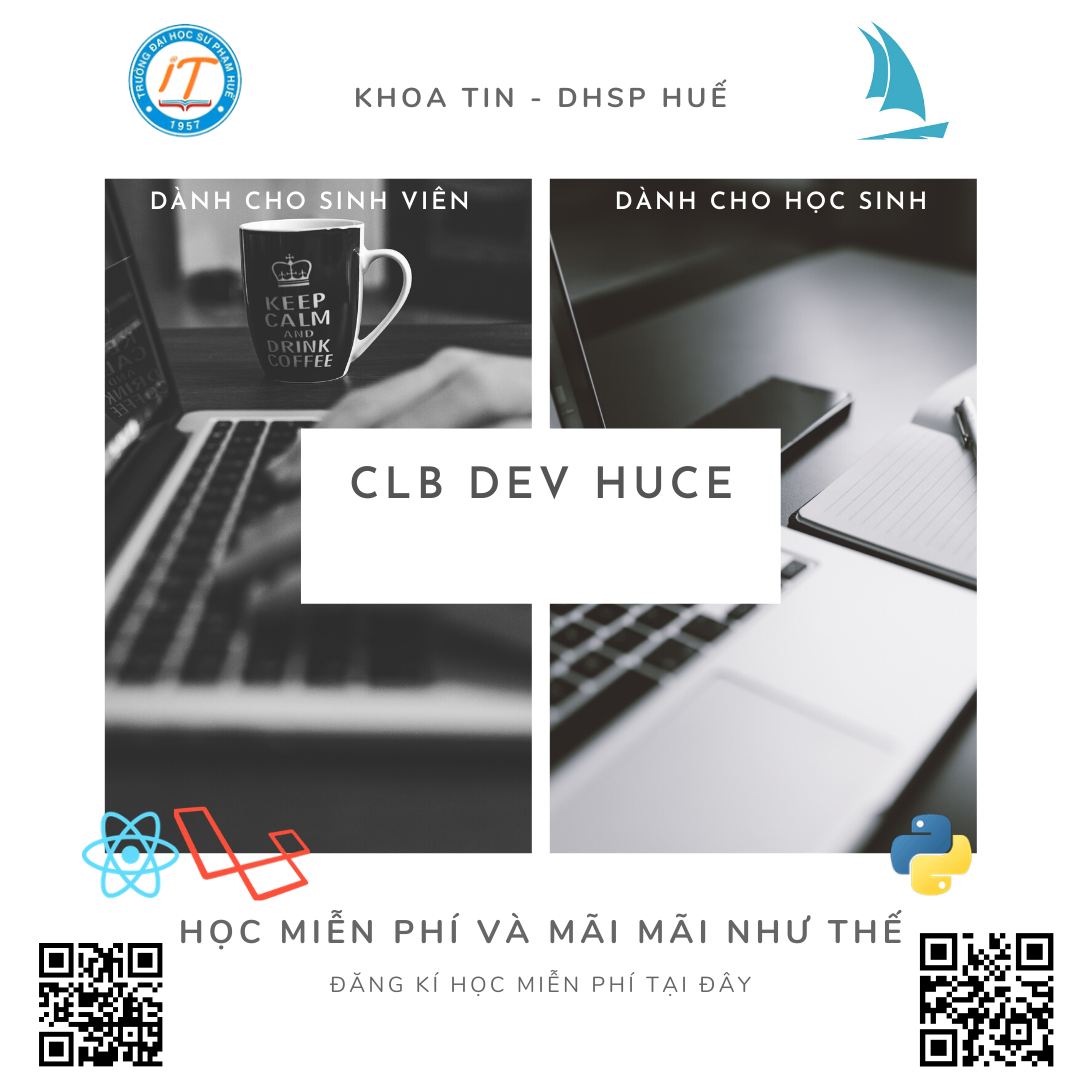 TRƯỜNG ĐẠI HỌC SƯ PHẠM HUẾ
iT
1957
KHOA TIN - DHSP HUẾ
DÀNH CHO SINH VIÊN
DÀNH CHO HỌC SINH
KEEP
CALM
AND
DRINK
COFFEE
CLB DEV HUCE
HỌC MIỄN PHÍ VÀ MÃI MÃI NHƯ THẾ
ĐĂNG KÍ HỌC MIỄN PHÍ TẠI ĐÂY